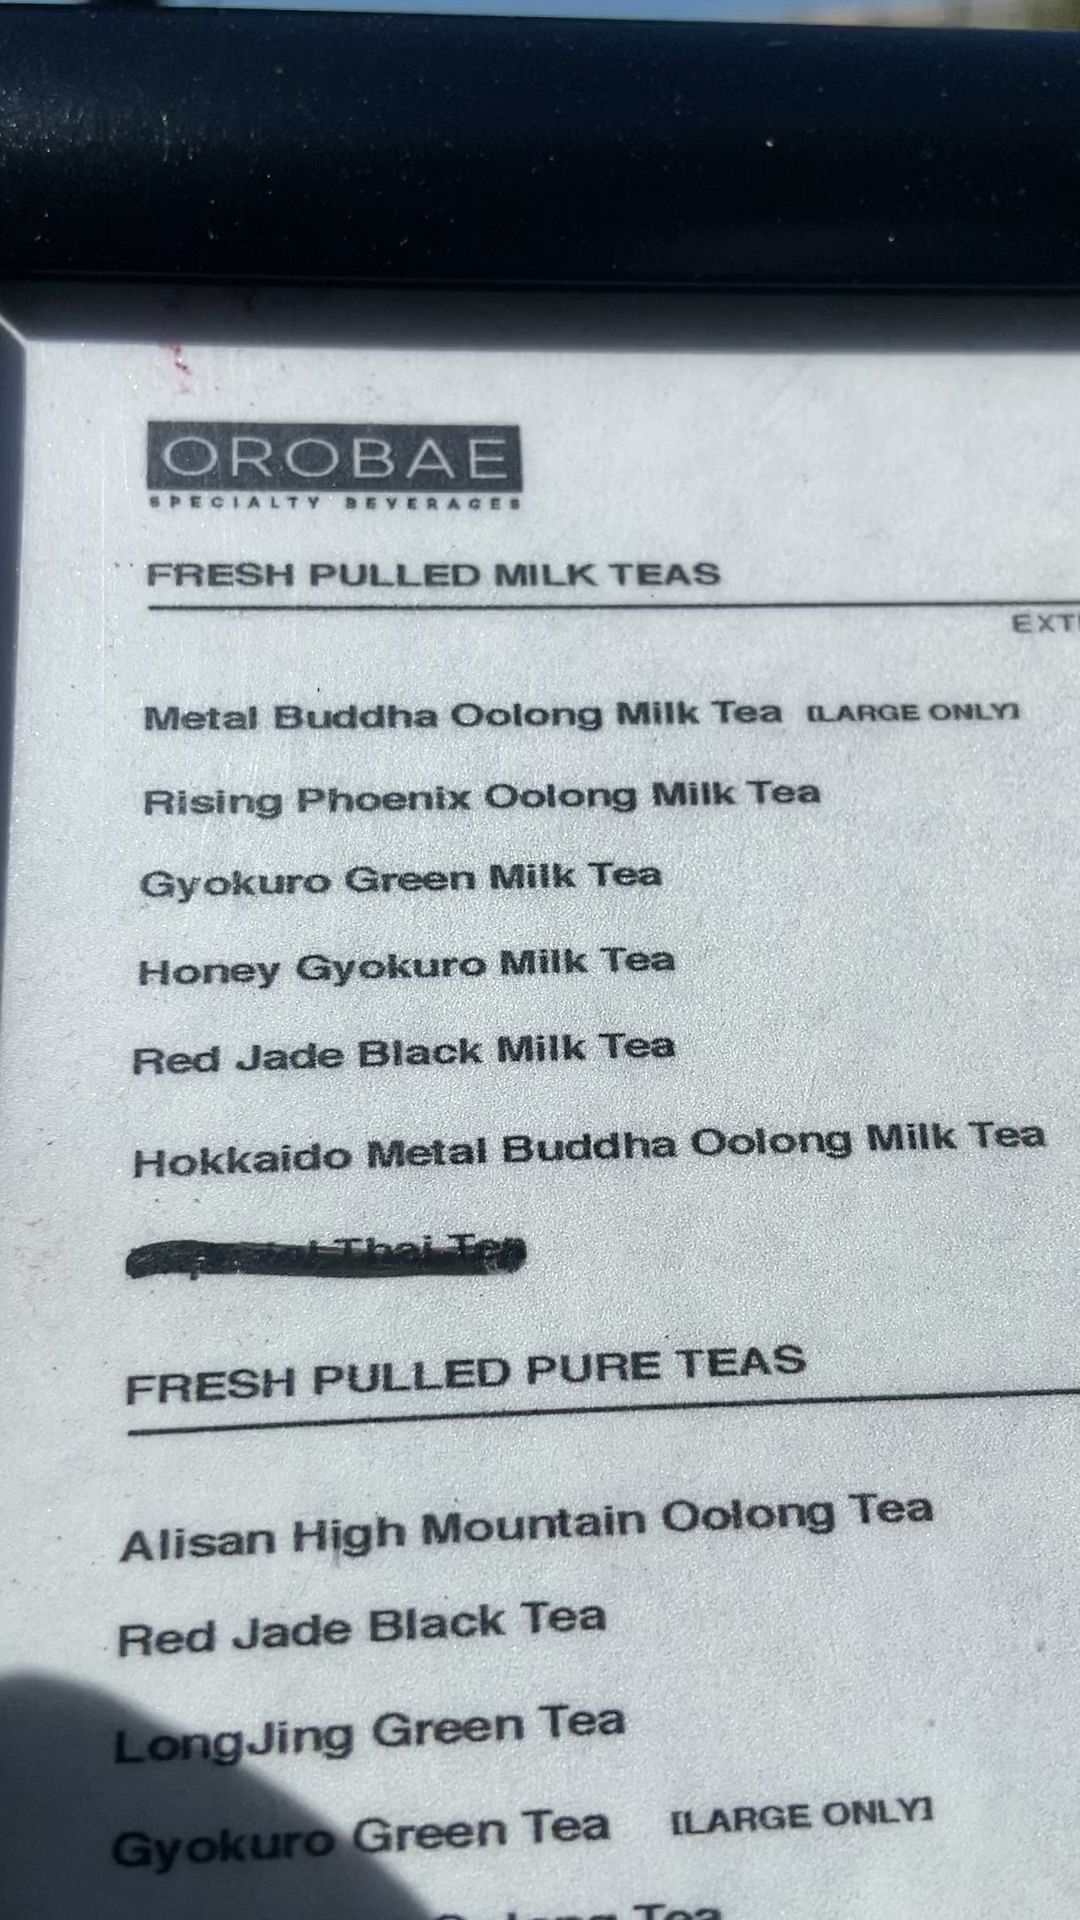 OROBAE
SPECIALTY BEVERAGES
FRESH PULLED MILK TEAS
Metal Buddha Oolong Milk Tea [LARGE ONLY]
Rising Phoenix Oolong Milk Tea
Gyokuro Green Milk Tea
Honey Gyokuro Milk Tea
Red Jade Black Milk Tea
Hokkaido Metal Buddha Oolong Milk Tea
Thai Tea
FRESH PULLED PURE TEAS
Alisan High Mountain Oolong Tea
Red Jade Black Tea
LongJing Green Tea
Gyokuro Green Tea [LARGE ONLY]
Tea